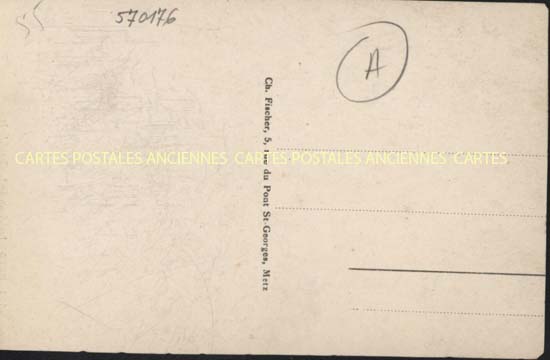 55
570176
A
Ch. Fischer, 5, rue du Pont St-Georges, Metz
CARTES POSTALES ANCIENNES CARTES POSTALES ANCIENNES CARTES